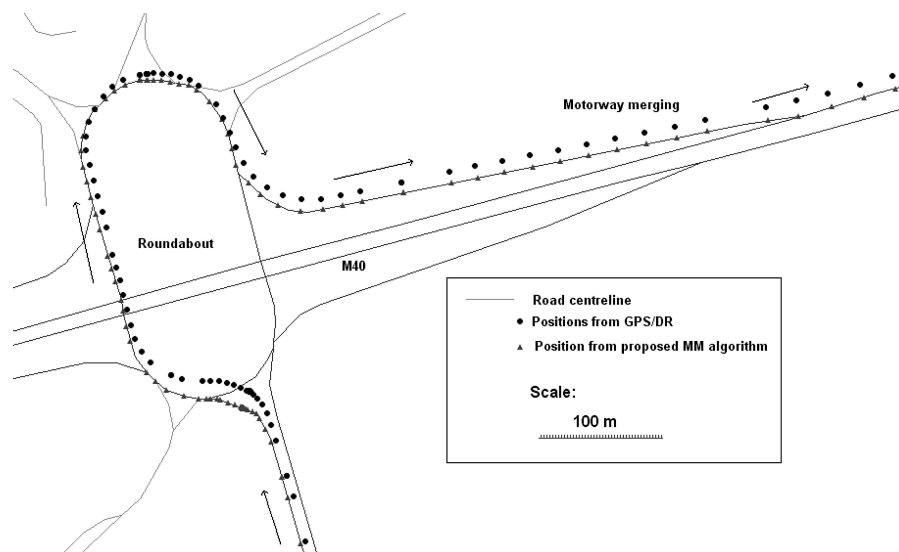 Motorway merging
Roundabout
M40
Road centreline
Positions from GPS/DR
Position from proposed MM algorithm
Scale:
100 m